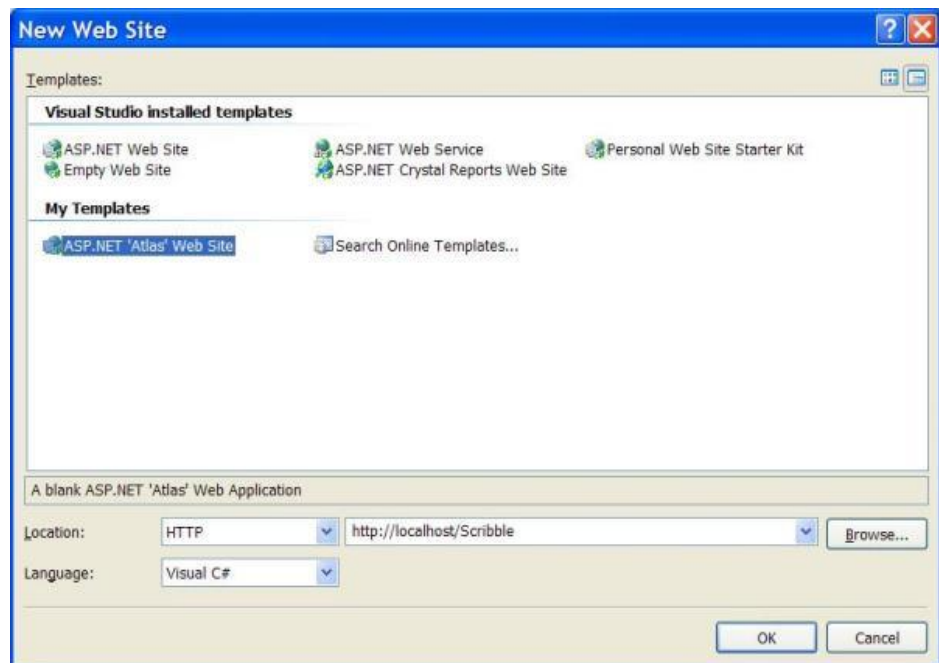 New Web Site
Templates:
Visual Studio installed templates
ASP.NET Web Site ASP.NET Web Service Personal Web Site Starter Kit
Empty Web Site ASP.NET Crystal Reports Web Site
My Templates
ASP.NET 'Atlas' Web Site Search Online Templates...
A blank ASP.NET 'Atlas' Web Application
Location: HTTP http://localhost/Scribble Browse...
Language: Visual C#
OK Cancel